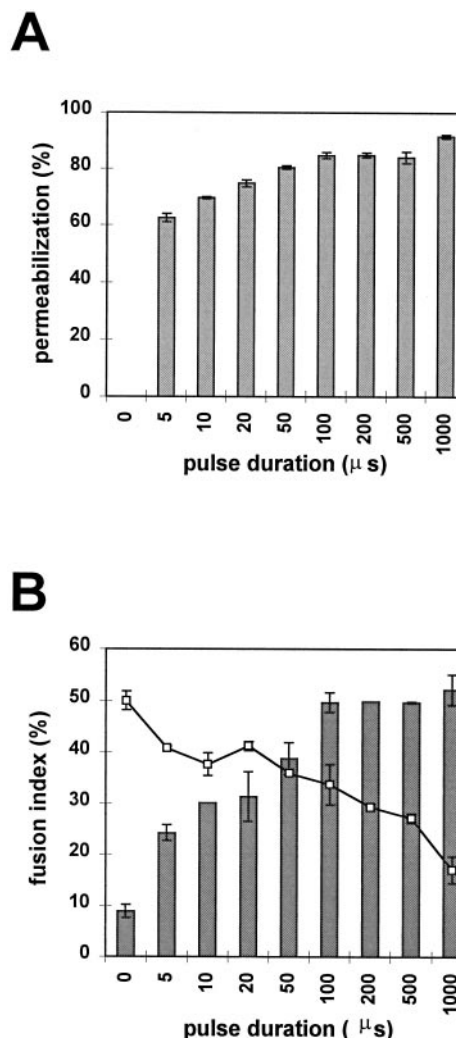 A
permeabilization (%)
100
80
60
40
20
0
0 5 10 20 50 100 200 500 1000
pulse duration (μ s)
B
fusion index (%)
60
50
40
30
20
10
0
0 5 10 20 50 100 200 500 1000
pulse duration ( μs)